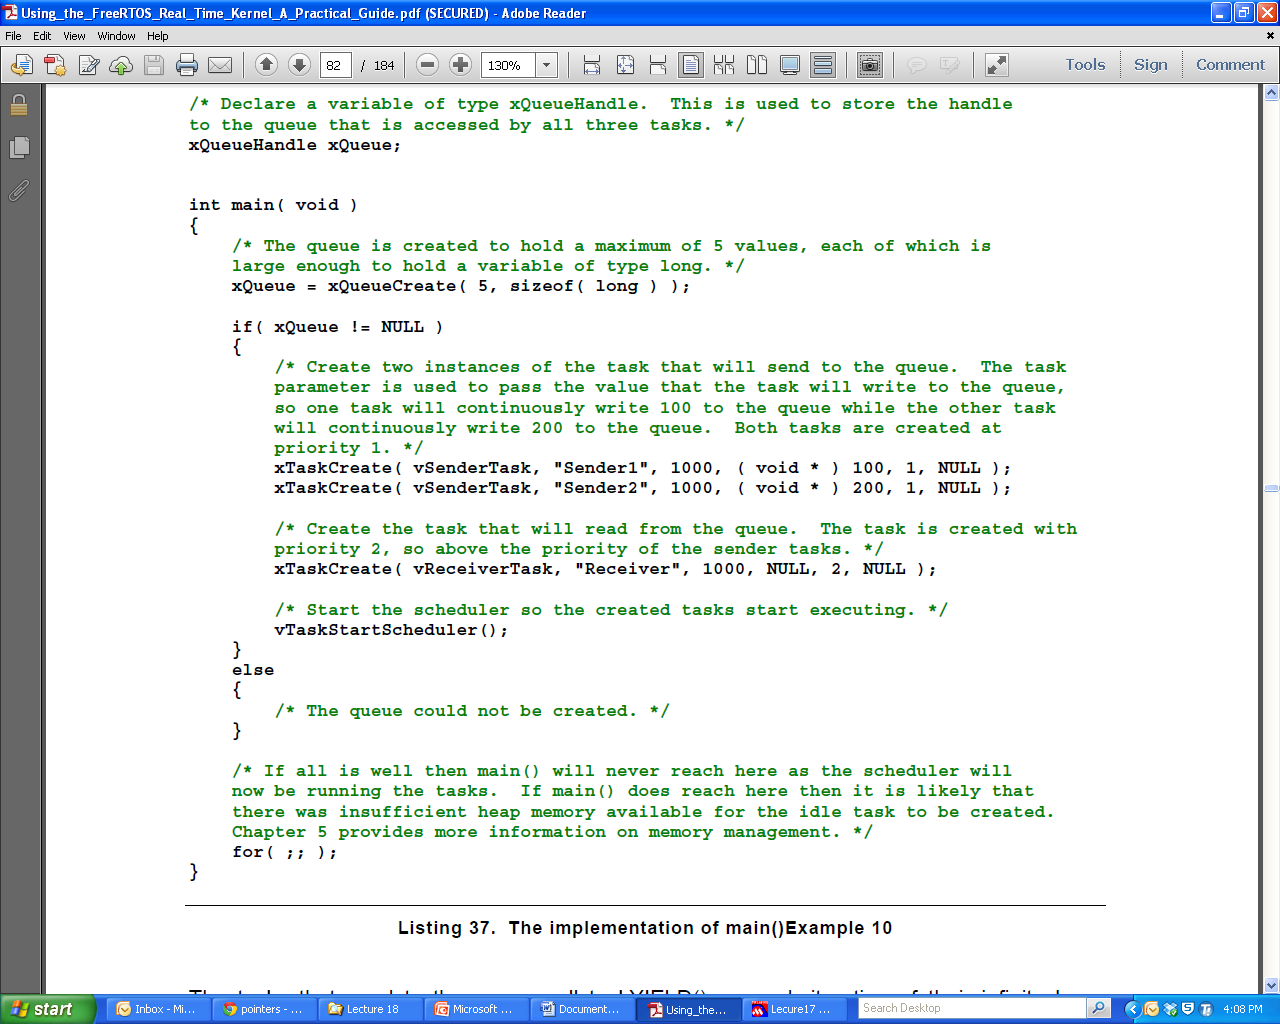 Using_the_FreeRTOS_Real_Time_Kernel_A_Practical_Guide.pdf (SECURED) - Adobe Reader
File Edit View Window Help
82 / 184 130% Tools Sign Comment
/* Declare a variable of type xQueueHandle. This is used to store the handle
to the queue that is accessed by all three tasks. */
xQueueHandle xQueue;
int main( void )
{
/* The queue is created to hold a maximum of 5 values, each of which is
large enough to hold a variable of type long. */
xQueue = xQueueCreate( 5, sizeof( long ) );
if( xQueue != NULL )
{
/* Create two instances of the task that will send to the queue. The task
parameter is used to pass the value that the task will write to the queue,
so one task will continuously write 100 to the queue while the other task
will continuously write 200 to the queue. Both tasks are created at
priority 1. */
xTaskCreate( vSenderTask, "Sender1", 1000, ( void * ) 100, 1, NULL );
xTaskCreate( vSenderTask, "Sender2", 1000, ( void * ) 200, 1, NULL );
/* Create the task that will read from the queue. The task is created with
priority 2, so above the priority of the sender tasks. */
xTaskCreate( vReceiverTask, "Receiver", 1000, NULL, 2, NULL );
/* Start the scheduler so the created tasks start executing. */
vTaskStartScheduler();
}
else
{
/* The queue could not be created. */
}
/* If all is well then main() will never reach here as the scheduler will
now be running the tasks. If main() does reach here then it is likely that
there was insufficient heap memory available for the idle task to be created.
Chapter 5 provides more information on memory management. */
for( ;; );
}
Listing 37. The implementation of main()Example 10
start Inbox - Mi... pointers - ... Lecture 18 Microsoft ... Document... Using_the... Lecure17 ... Search Desktop 4:08 PM